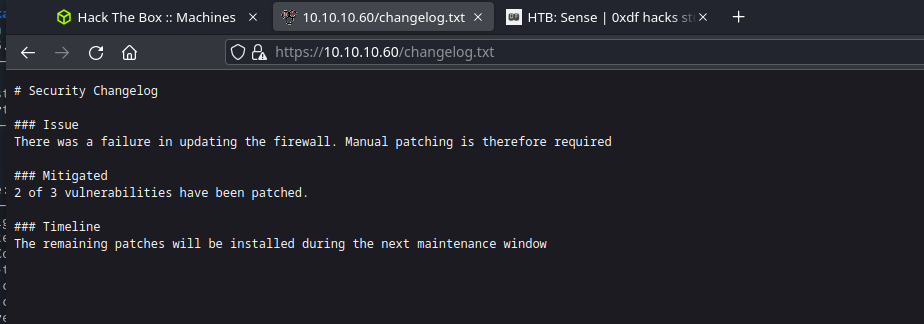 Hack The Box :: Machines
10.10.10.60/changelog.txt
HTB: Sense | 0xdf hacks st
https://10.10.10.60/changelog.txt
# Security Changelog
### Issue
There was a failure in updating the firewall. Manual patching is therefore required
### Mitigated
2 of 3 vulnerabilities have been patched.
### Timeline
The remaining patches will be installed during the next maintenance window